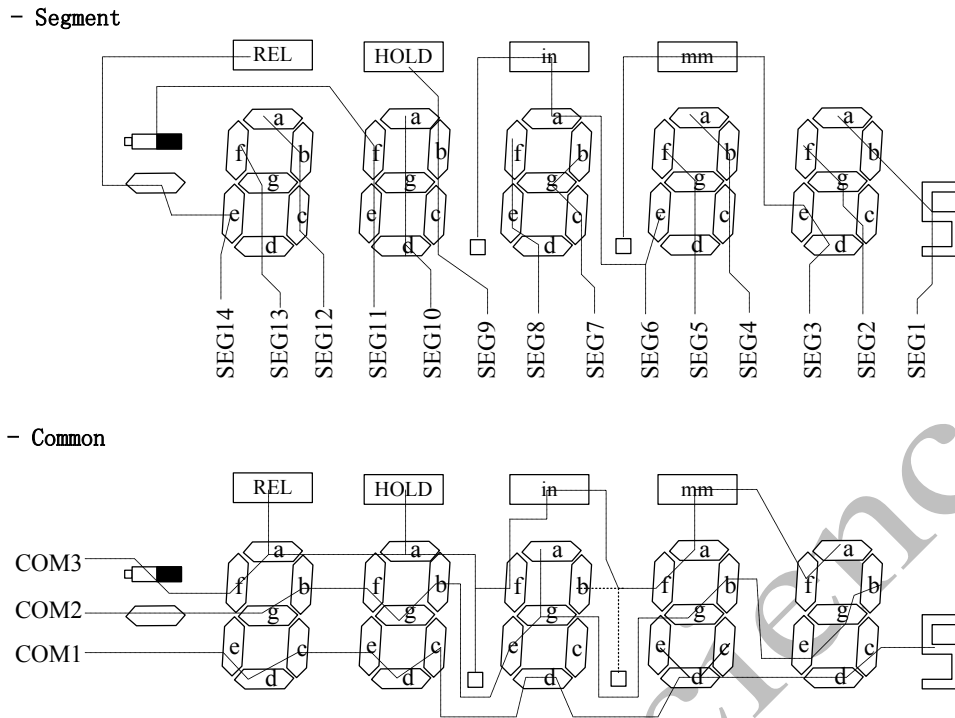 - Segment
REL HOLD in mm
a a a a a
f b f b f b f b f b
g g g g g
e c e c e c e c e c
d d d d d
SEG14 SEG13 SEG12 SEG11 SEG10 SEG9 SEG8 SEG7 SEG6 SEG5 SEG4 SEG3 SEG2 SEG1
- Common
REL HOLD in mm
a a a a a
COM3
f b f b f b f b f b
COM2
g g g g g
COM1
e c e c e c e c e c
d d d d d